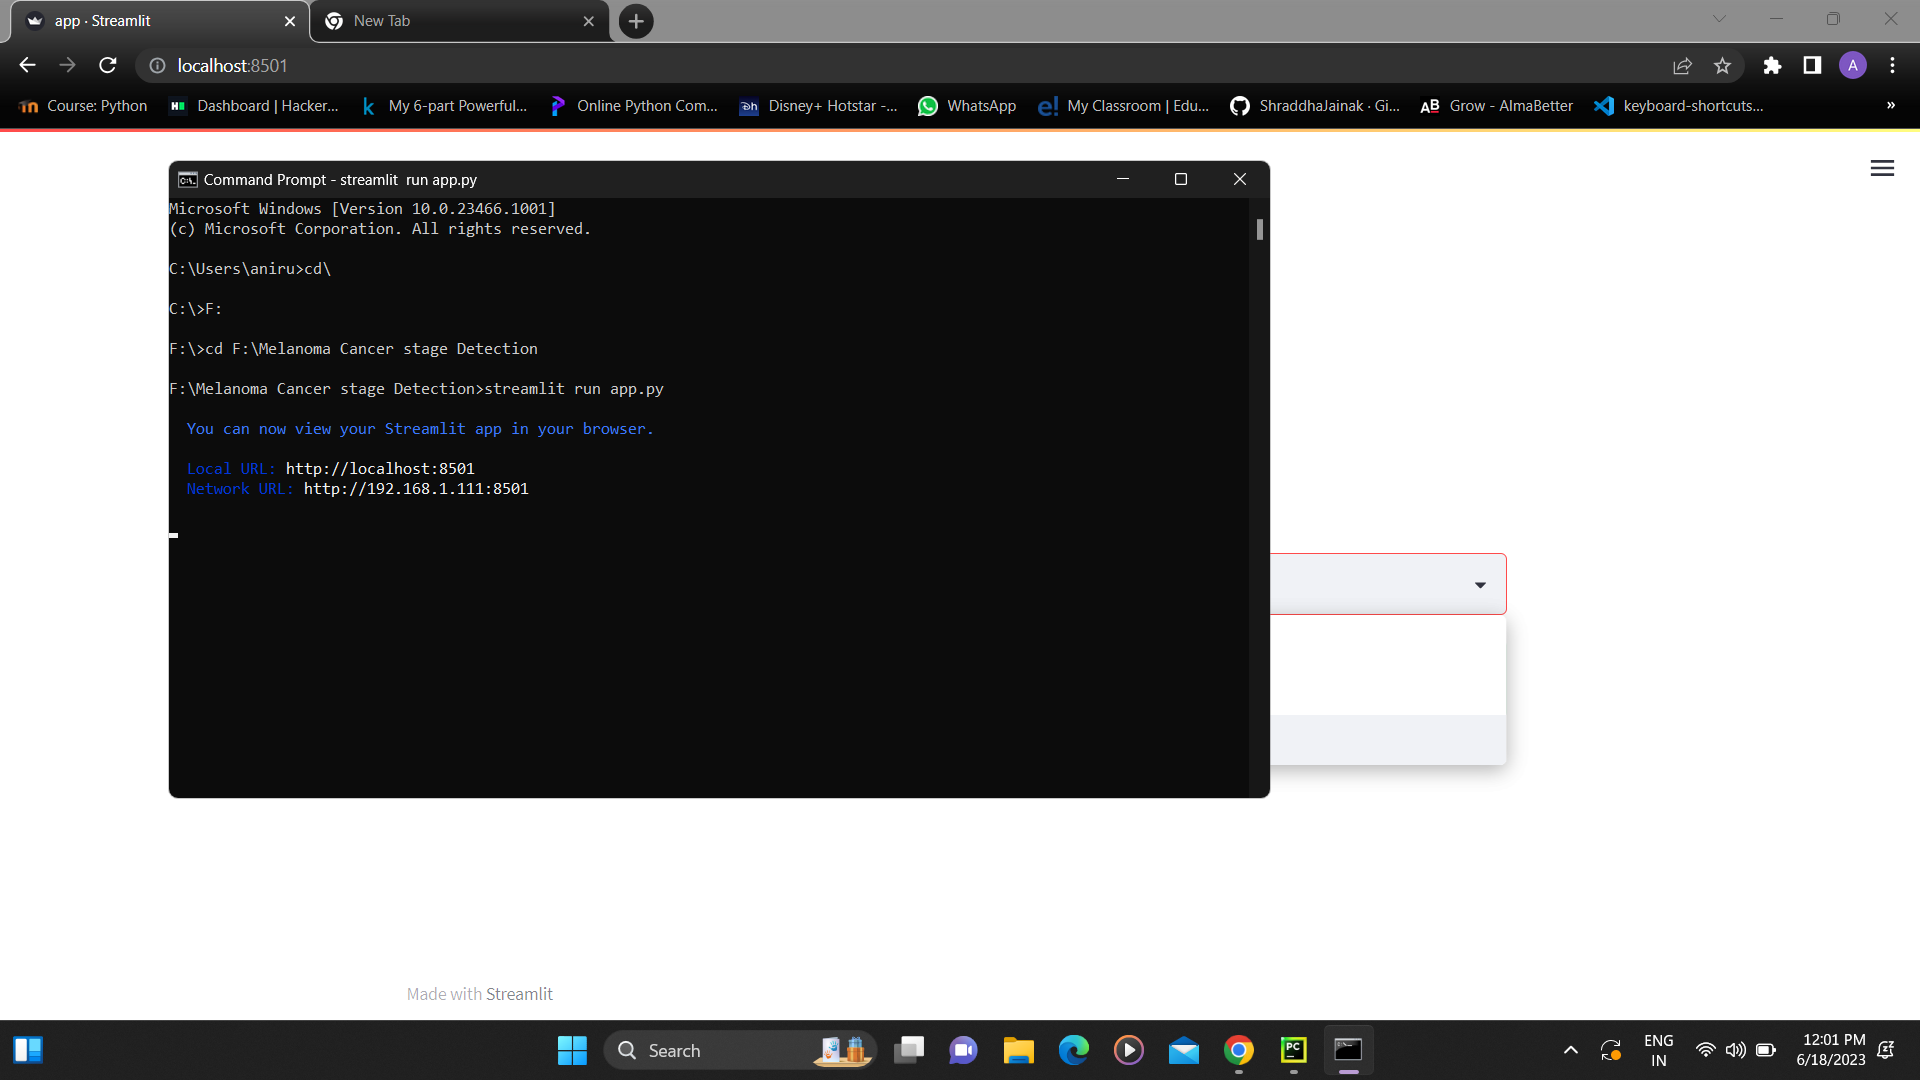 app · Streamlit
New Tab
localhost:8501
A
Course: Python
Dashboard | Hacker...
My 6-part Powerful...
Online Python Com...
Disney+ Hotstar -...
WhatsApp
My Classroom | Edu...
ShraddhaJainak · Gi...
Grow - AlmaBetter
keyboard-shortcuts...
»
Command Prompt - streamlit  run app.py
Microsoft Windows [Version 10.0.23466.1001]
(c) Microsoft Corporation. All rights reserved.
C:\Users\aniru>cd\
C:\>F:
F:\>cd F:\Melanoma Cancer stage Detection
F:\Melanoma Cancer stage Detection>streamlit run app.py
You can now view your Streamlit app in your browser.
Local URL: http://localhost:8501
Network URL: http://192.168.1.111:8501
Made with Streamlit
Search
ENG
IN
12:01 PM
6/18/2023